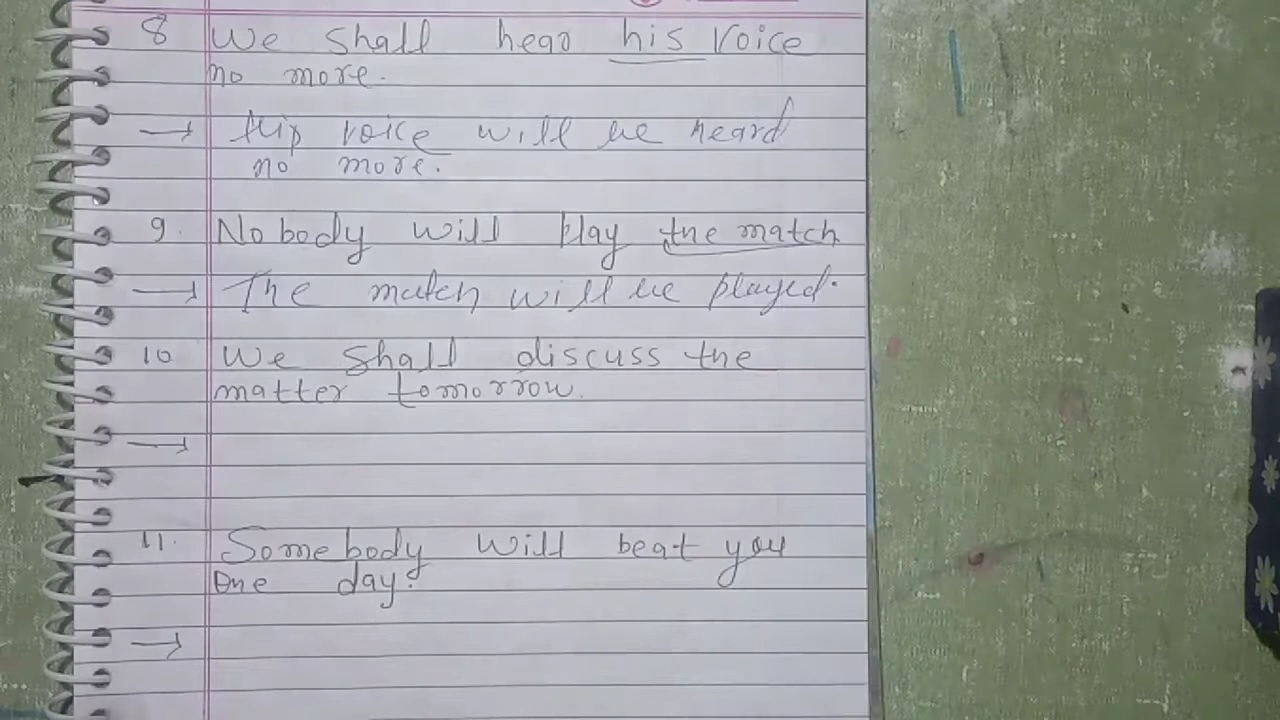 8 We shall hear his voice
no more.
→ His voice will be heard
no more.
9. Nobody will play the match
→ The match will be played.
10 We shall discuss the
matter tomorrow.
→
11. Somebody will beat you
One day.
→